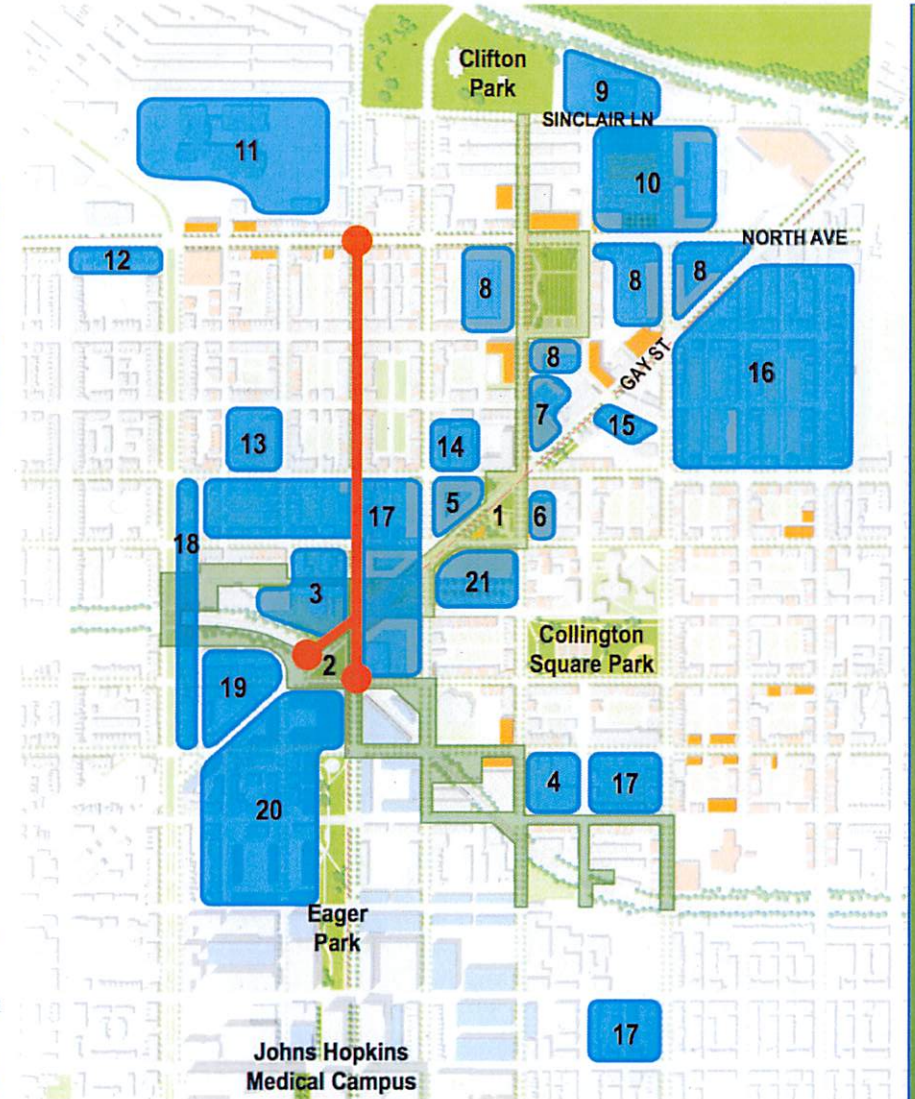 Clifton
Park
9
SINCLAIR LN
11
10
NORTH AVE
12
8
8
8
16
8
GAY ST
7
15
13
14
17
5
1
6
18
3
21
2
Collington
Square Park
19
4
17
20
Eager
Park
17
Johns Hopkins
Medical Campus